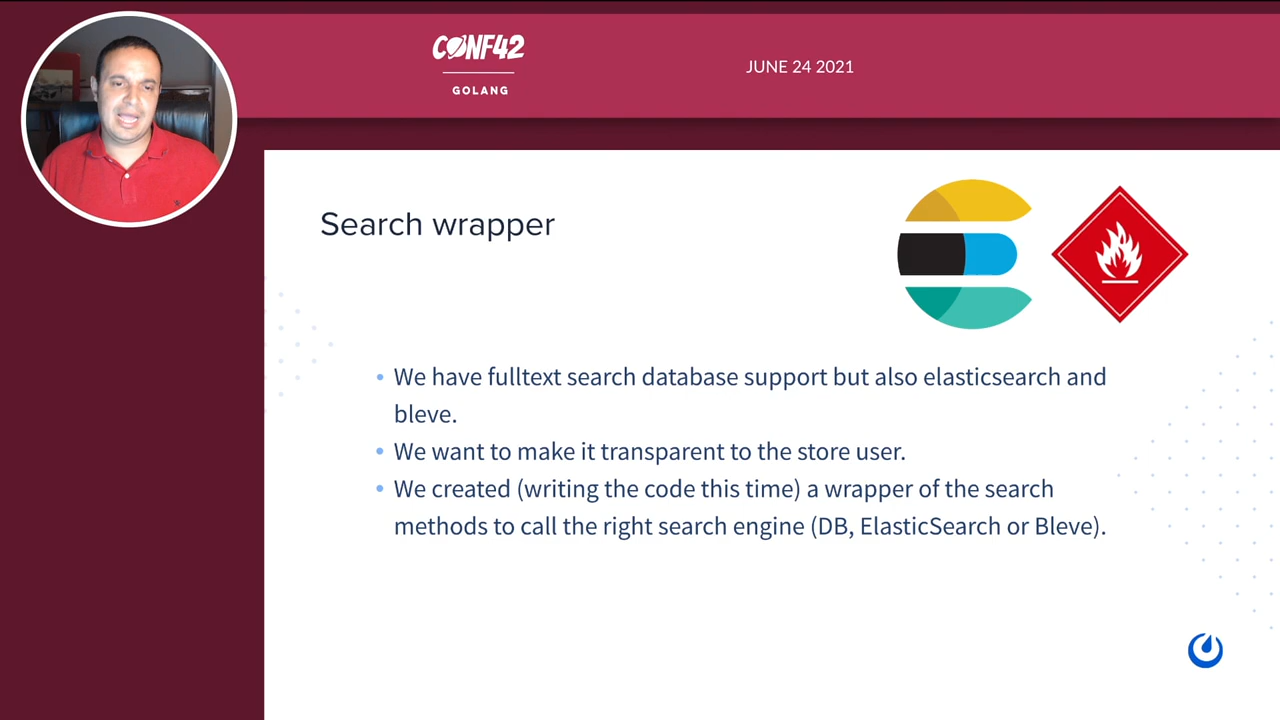 CONF42
GOLANG
JUNE 24 2021
Search wrapper
• We have fulltext search database support but also elasticsearch and
bleve.
• We want to make it transparent to the store user.
• We created (writing the code this time) a wrapper of the search
methods to call the right search engine (DB, ElasticSearch or Bleve).